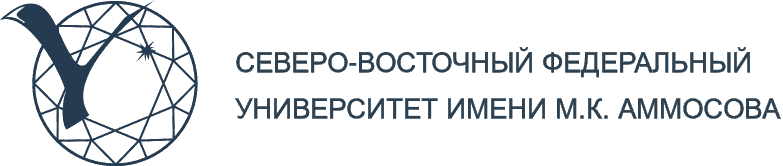 СЕВЕРО-ВОСТОЧНЫЙ ФЕДЕРАЛЬНЫЙ
УНИВЕРСИТЕТ ИМЕНИ М.К. АММОСОВА